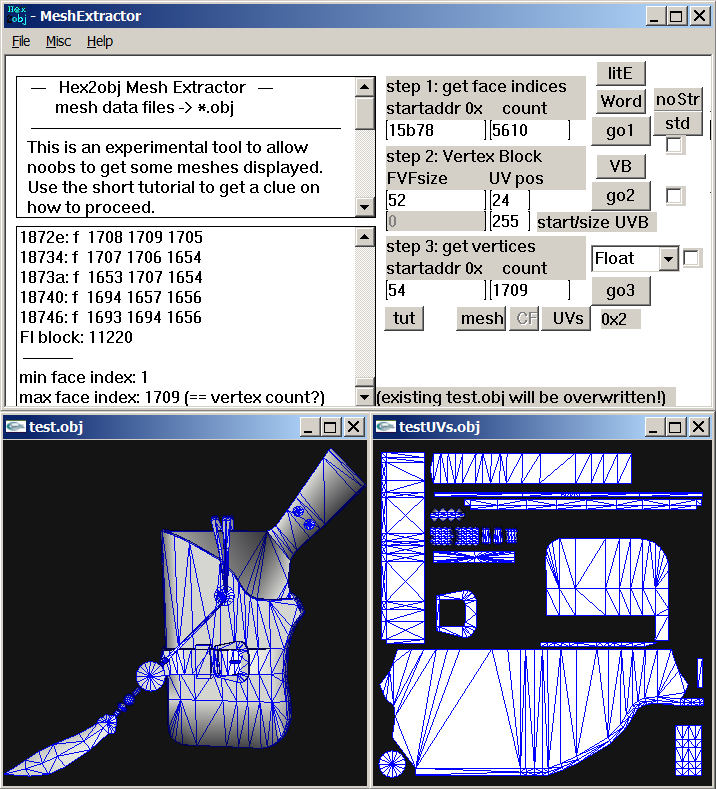 Hex
obj
- MeshExtractor
File Misc Help
— Hex2obj Mesh Extractor —
mesh data files -> *.obj
This is an experimental tool to allow
noobs to get some meshes displayed.
Use the short tutorial to get a clue on
how to proceed.
1872e: f 1708 1709 1705
18734: f 1707 1706 1654
1873a: f 1653 1707 1654
18740: f 1694 1657 1656
18746: f 1693 1694 1656
FI block: 11220
min face index: 1
max face index: 1709 (== vertex count?)
step 1: get face indices
startaddr 0x count
15b78 5610
litE
Word
noStr
go1
std
step 2: Vertex Block
FVFsize UV pos
52 24
0 255 start/size UVB
VB
go2
step 3: get vertices
startaddr 0x count
54 1709
Float
go3
tut mesh CF UVs 0x2
(existing test.obj will be overwritten!)
test.obj
testUVs.obj